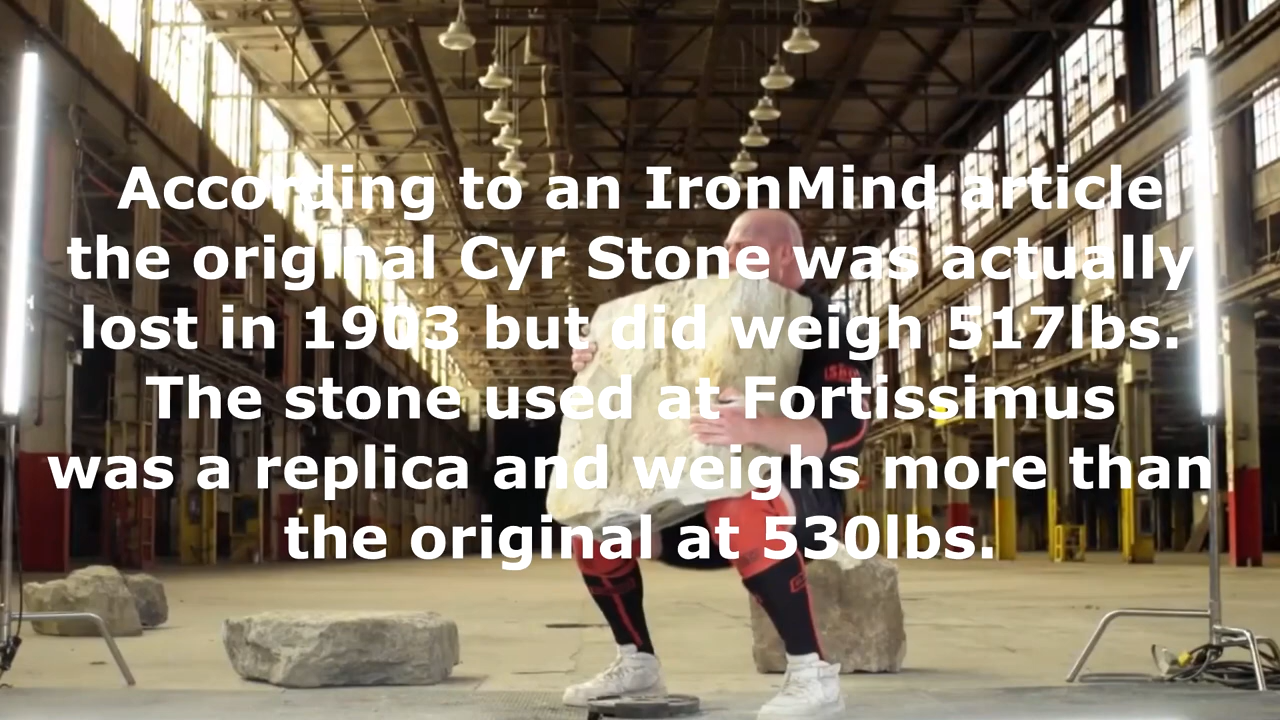 According to an IronMind article
the original Cyr Stone was actually
lost in 1903 but did weigh 517lbs.
The stone used at Fortissimus
was a replica and weighs more than
the original at 530lbs.